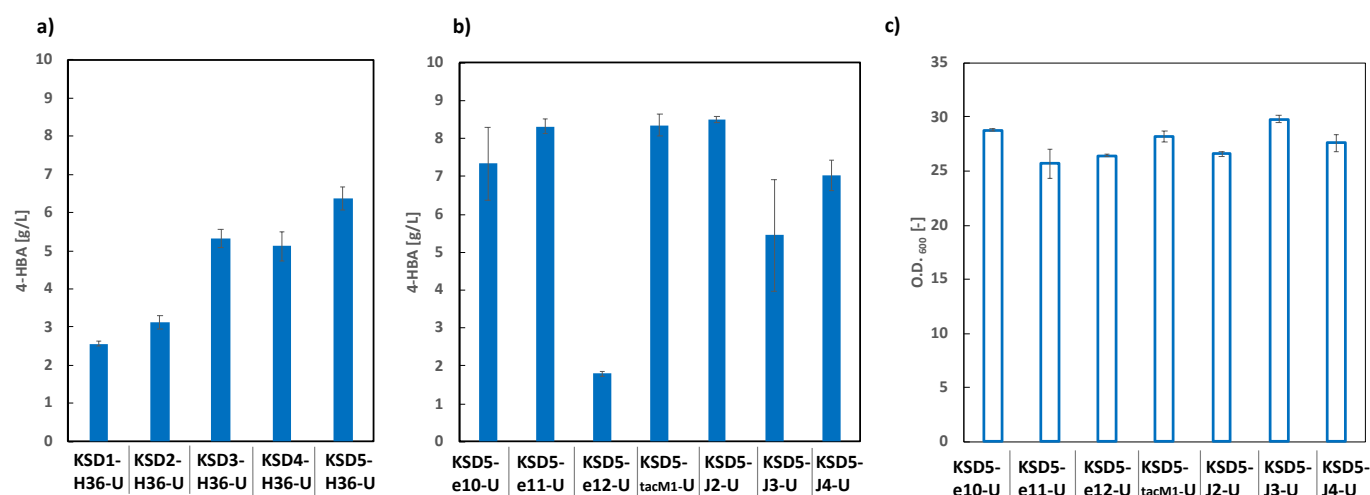 a)
10
9
8
7
6
5
4
3
2
1
0
4-HBA [g/L]
KSD1- KSD2- KSD3- KSD4- KSD5-
H36-U H36-U H36-U H36-U H36-U
b)
10
9
8
7
6
5
4
3
2
1
0
4-HBA [g/L]
KSD5- KSD5- KSD5- KSD5- KSD5- KSD5- KSD5-
e10-U e11-U e12-U tacM1-U J2-U J3-U J4-U
c)
35
30
25
20
15
10
5
0
O.D. 600 [-]
KSD5- KSD5- KSD5- KSD5- KSD5- KSD5- KSD5-
e10-U e11-U e12-U tacM1-U J2-U J3-U J4-U